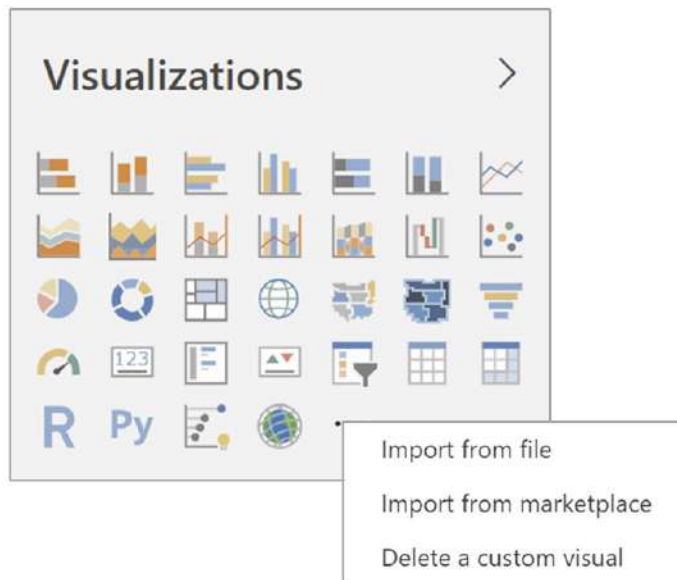 Visualizations
123
R Py
Import from file
Import from marketplace
Delete a custom visual